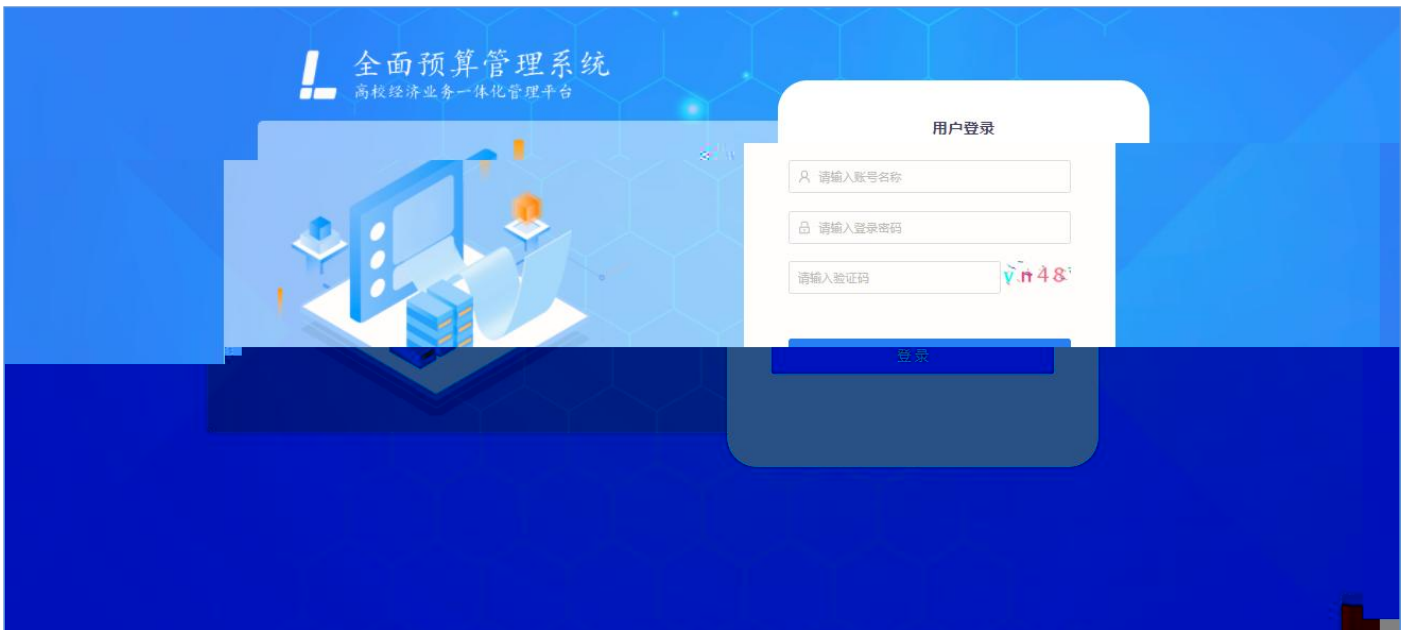 全面预算管理系统
高校经济业务一体化管理平台
用户登录
请输入账号名称
请输入登录密码
请输入验证码
登录